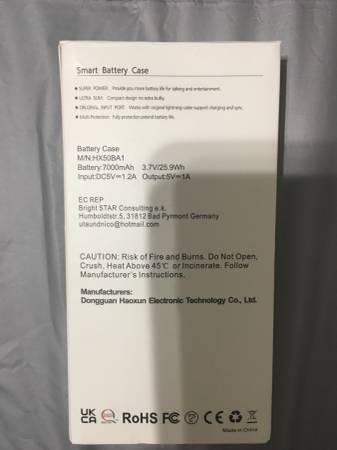 Smart Battery Case
SUPER POWER: Provide you more battery life for talking and entertainment.
ULTRA SLIM: Compact design no extra bulky.
ORIGINAL INPUT PORT: Works with original lightning cable support charging and sync.
Multi Protection: Fully protection,extend battery life.
Battery Case
M/N:HX50BA1
Battery:7000mAh 3.7V/25.9Wh
Input:DC5V⎓1.2A Output:5V⎓1A
EC REP
Bright STAR Consulting e.k.
Humboldtstr.5, 31812 Bad Pyrmont Germany
utaundnico@hotmail.com
CAUTION: Risk of Fire and Burns. Do Not Open,
Crush, Heat Above 45℃ or Incinerate. Follow
Manufacturer's Instructions.
Manufacturers:
Dongguan Haoxun Electronic Technology Co., Ltd.
UK
CA
RoHS FC CE
Made in China